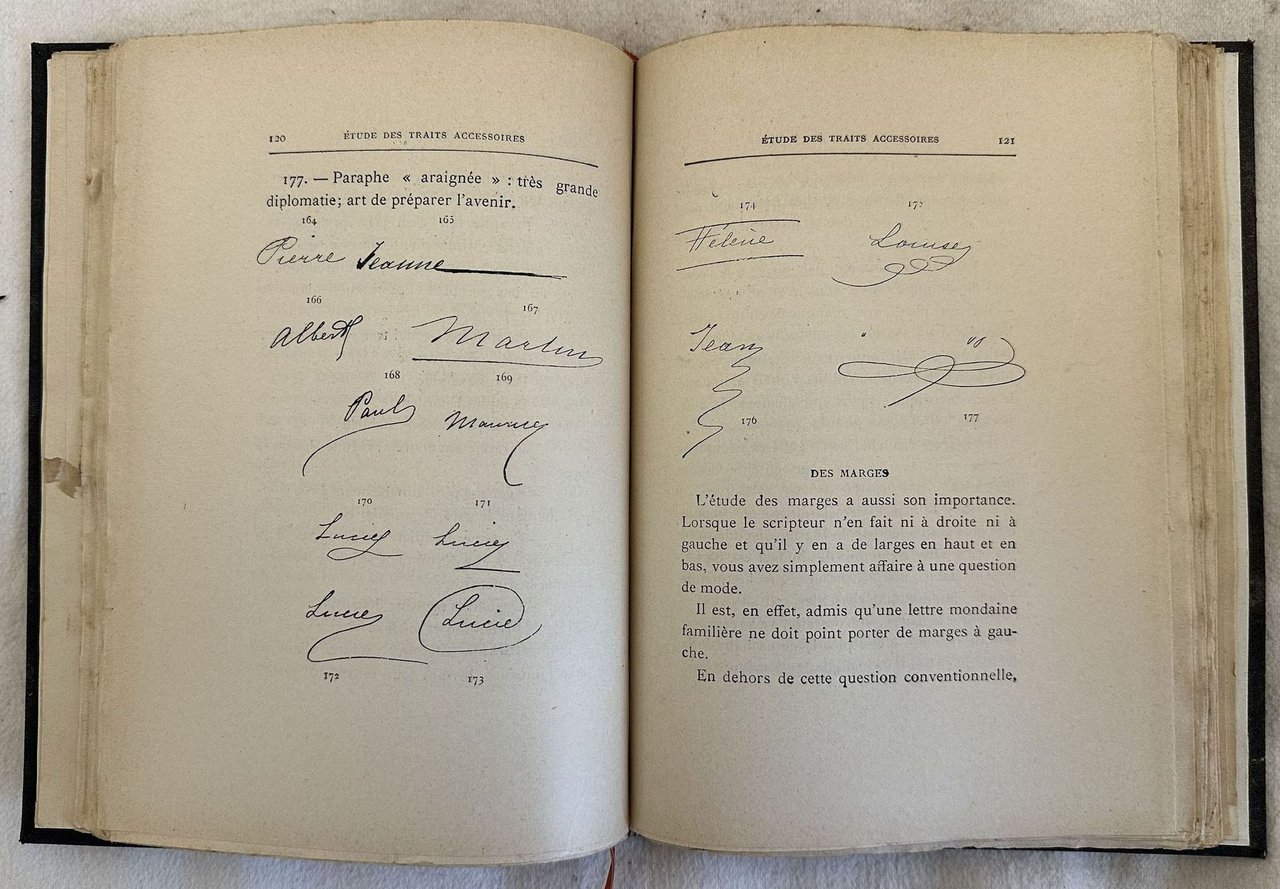 120 ÉTUDE DES TRAITS ACCESSOIRES
177. — Paraphe « araignée » : très grande
diplomatie; art de préparer l'avenir.
164 165
Pierre Jeanne
166 167
Albert Martin
168 169
Paul Maurice
170 171
Lucie Lucie
Lucie Lucie
172 173
ÉTUDE DES TRAITS ACCESSOIRES 121
174 175
Hélène Louise
Jean
176 177
DES MARGES
L'étude des marges a aussi son importance.
Lorsque le scripteur n'en fait ni à droite ni à
gauche et qu'il y en a de larges en haut et en
bas, vous avez simplement affaire à une question
de mode.
Il est, en effet, admis qu'une lettre mondaine
familière ne doit point porter de marges à gau-
che.
En dehors de cette question conventionnelle,